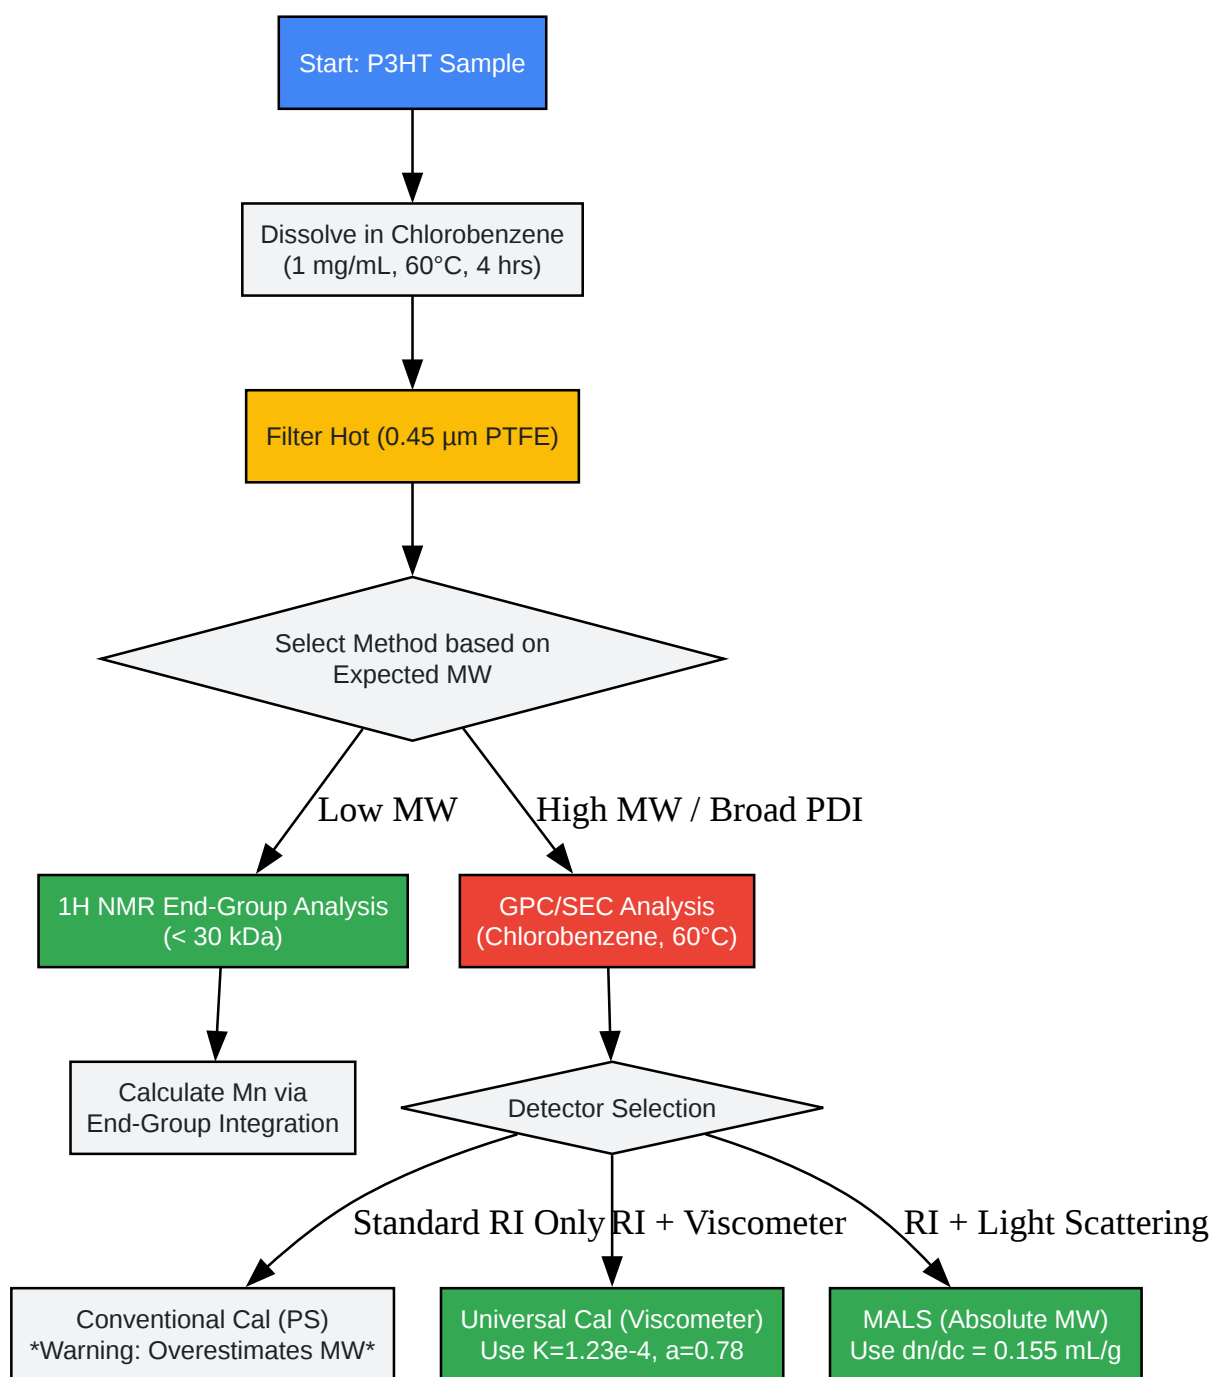 Start: P3HT Sample
Dissolve in Chlorobenzene
(1 mg/mL, 60°C, 4 hrs)
Filter Hot (0.45 µm PTFE)
Select Method based on
Expected MW
Low MW
High MW / Broad PDI
1H NMR End-Group Analysis
(< 30 kDa)
GPC/SEC Analysis
(Chlorobenzene, 60°C)
Calculate Mn via
End-Group Integration
Detector Selection
Standard RI Only
RI + Viscometer
RI + Light Scattering
Conventional Cal (PS)
*Warning: Overestimates MW*
Universal Cal (Viscometer)
Use K=1.23e-4, a=0.78
MALS (Absolute MW)
Use dn/dc = 0.155 mL/g